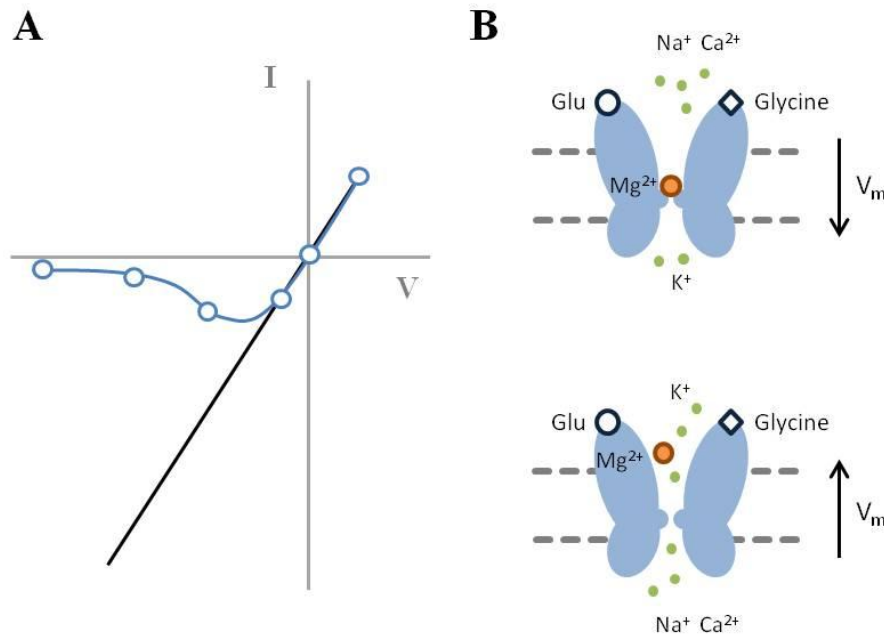 A
I
V
B
Na⁺ Ca²⁺
Glu
Glycine
Mg²⁺
Vₘ
K⁺
K⁺
Glu
Glycine
Mg²⁺
Vₘ
Na⁺ Ca²⁺